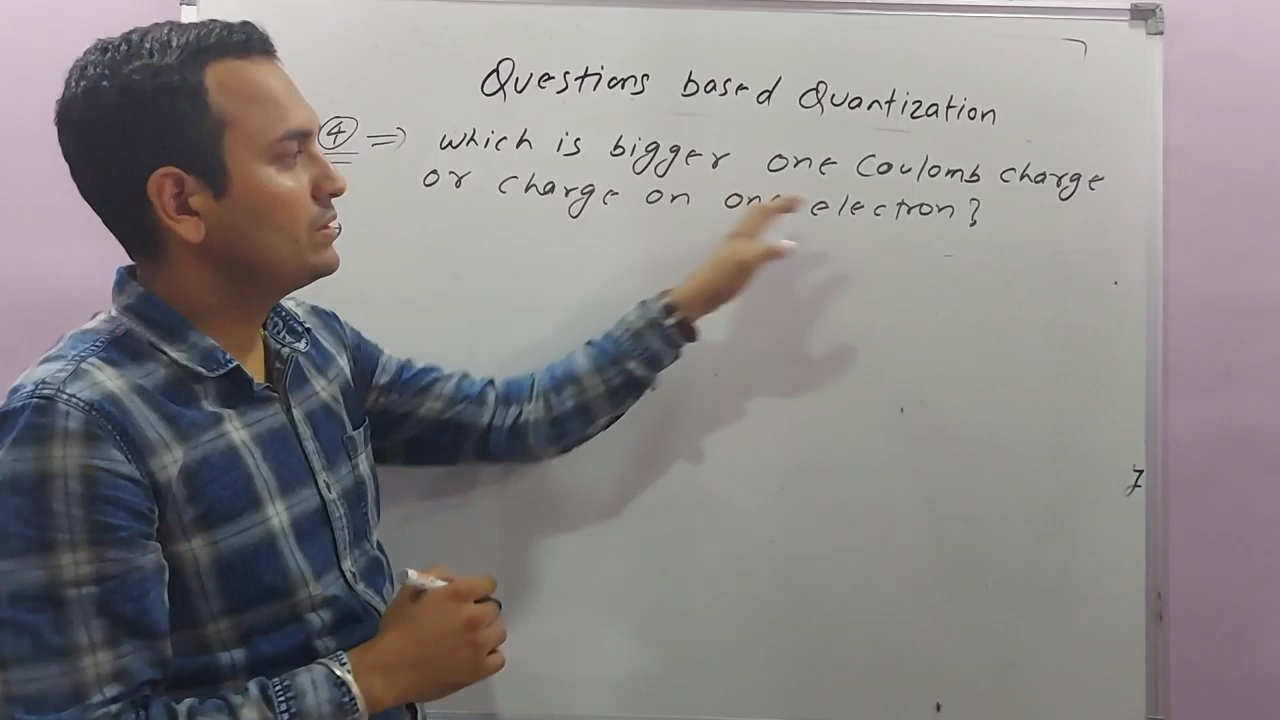 Questions based Quantization
④ => which is bigger one Coulomb charge
or charge on one electron?